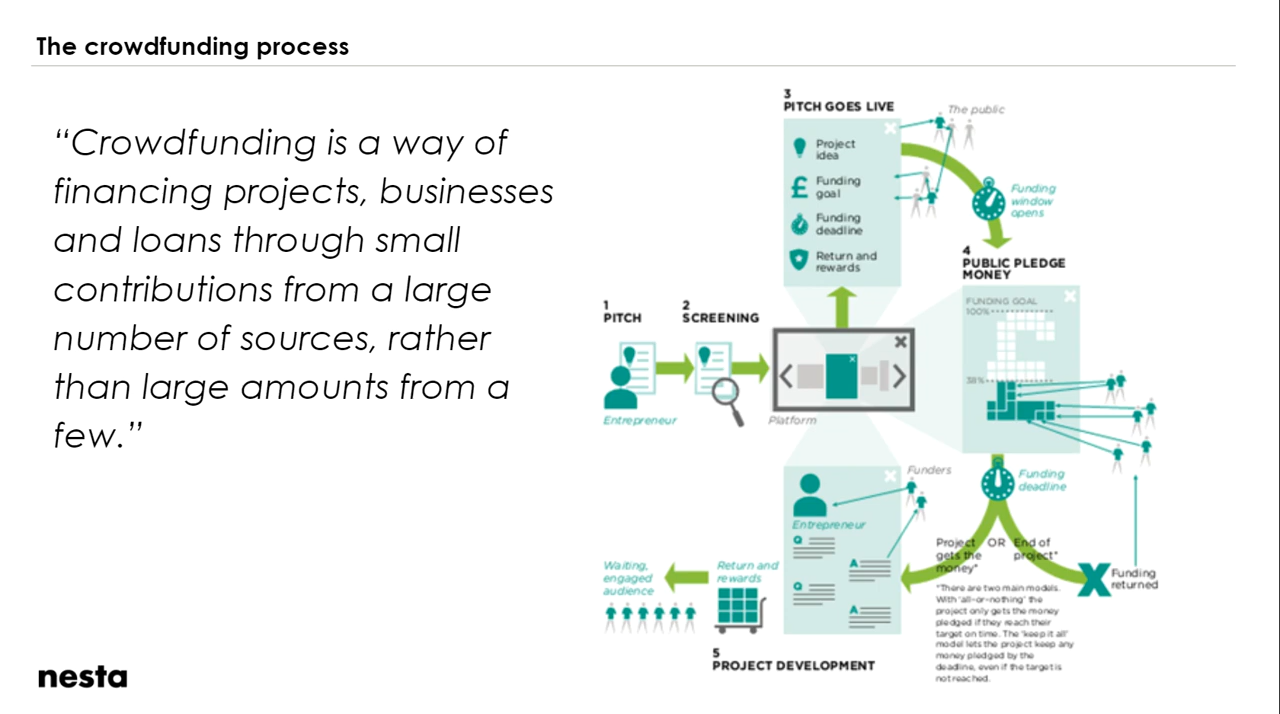 The crowdfunding process
“Crowdfunding is a way of
financing projects, businesses
and loans through small
contributions from a large
number of sources, rather
than large amounts from a
few.”
1
PITCH
Entrepreneur
2
SCREENING
Platform
3
PITCH GOES LIVE
Project
idea
£
Funding
goal
Funding
deadline
Return and
rewards
The public
Funding
window
opens
4
PUBLIC PLEDGE
MONEY
FUNDING GOAL
100%
38%
Funding
deadline
Project
gets the
money*
OR
End of
project*
Funding
returned
*There are two main models.
With 'all-or-nothing' the
project only gets the money
pledged if they reach their
target on time. The 'keep it all'
model lets the project keep any
money pledged by the
deadline, even if the target is
not reached.
Funders
Entrepreneur
Q
A
Q
A
5
PROJECT DEVELOPMENT
Return and
rewards
Waiting,
engaged
audience
nesta